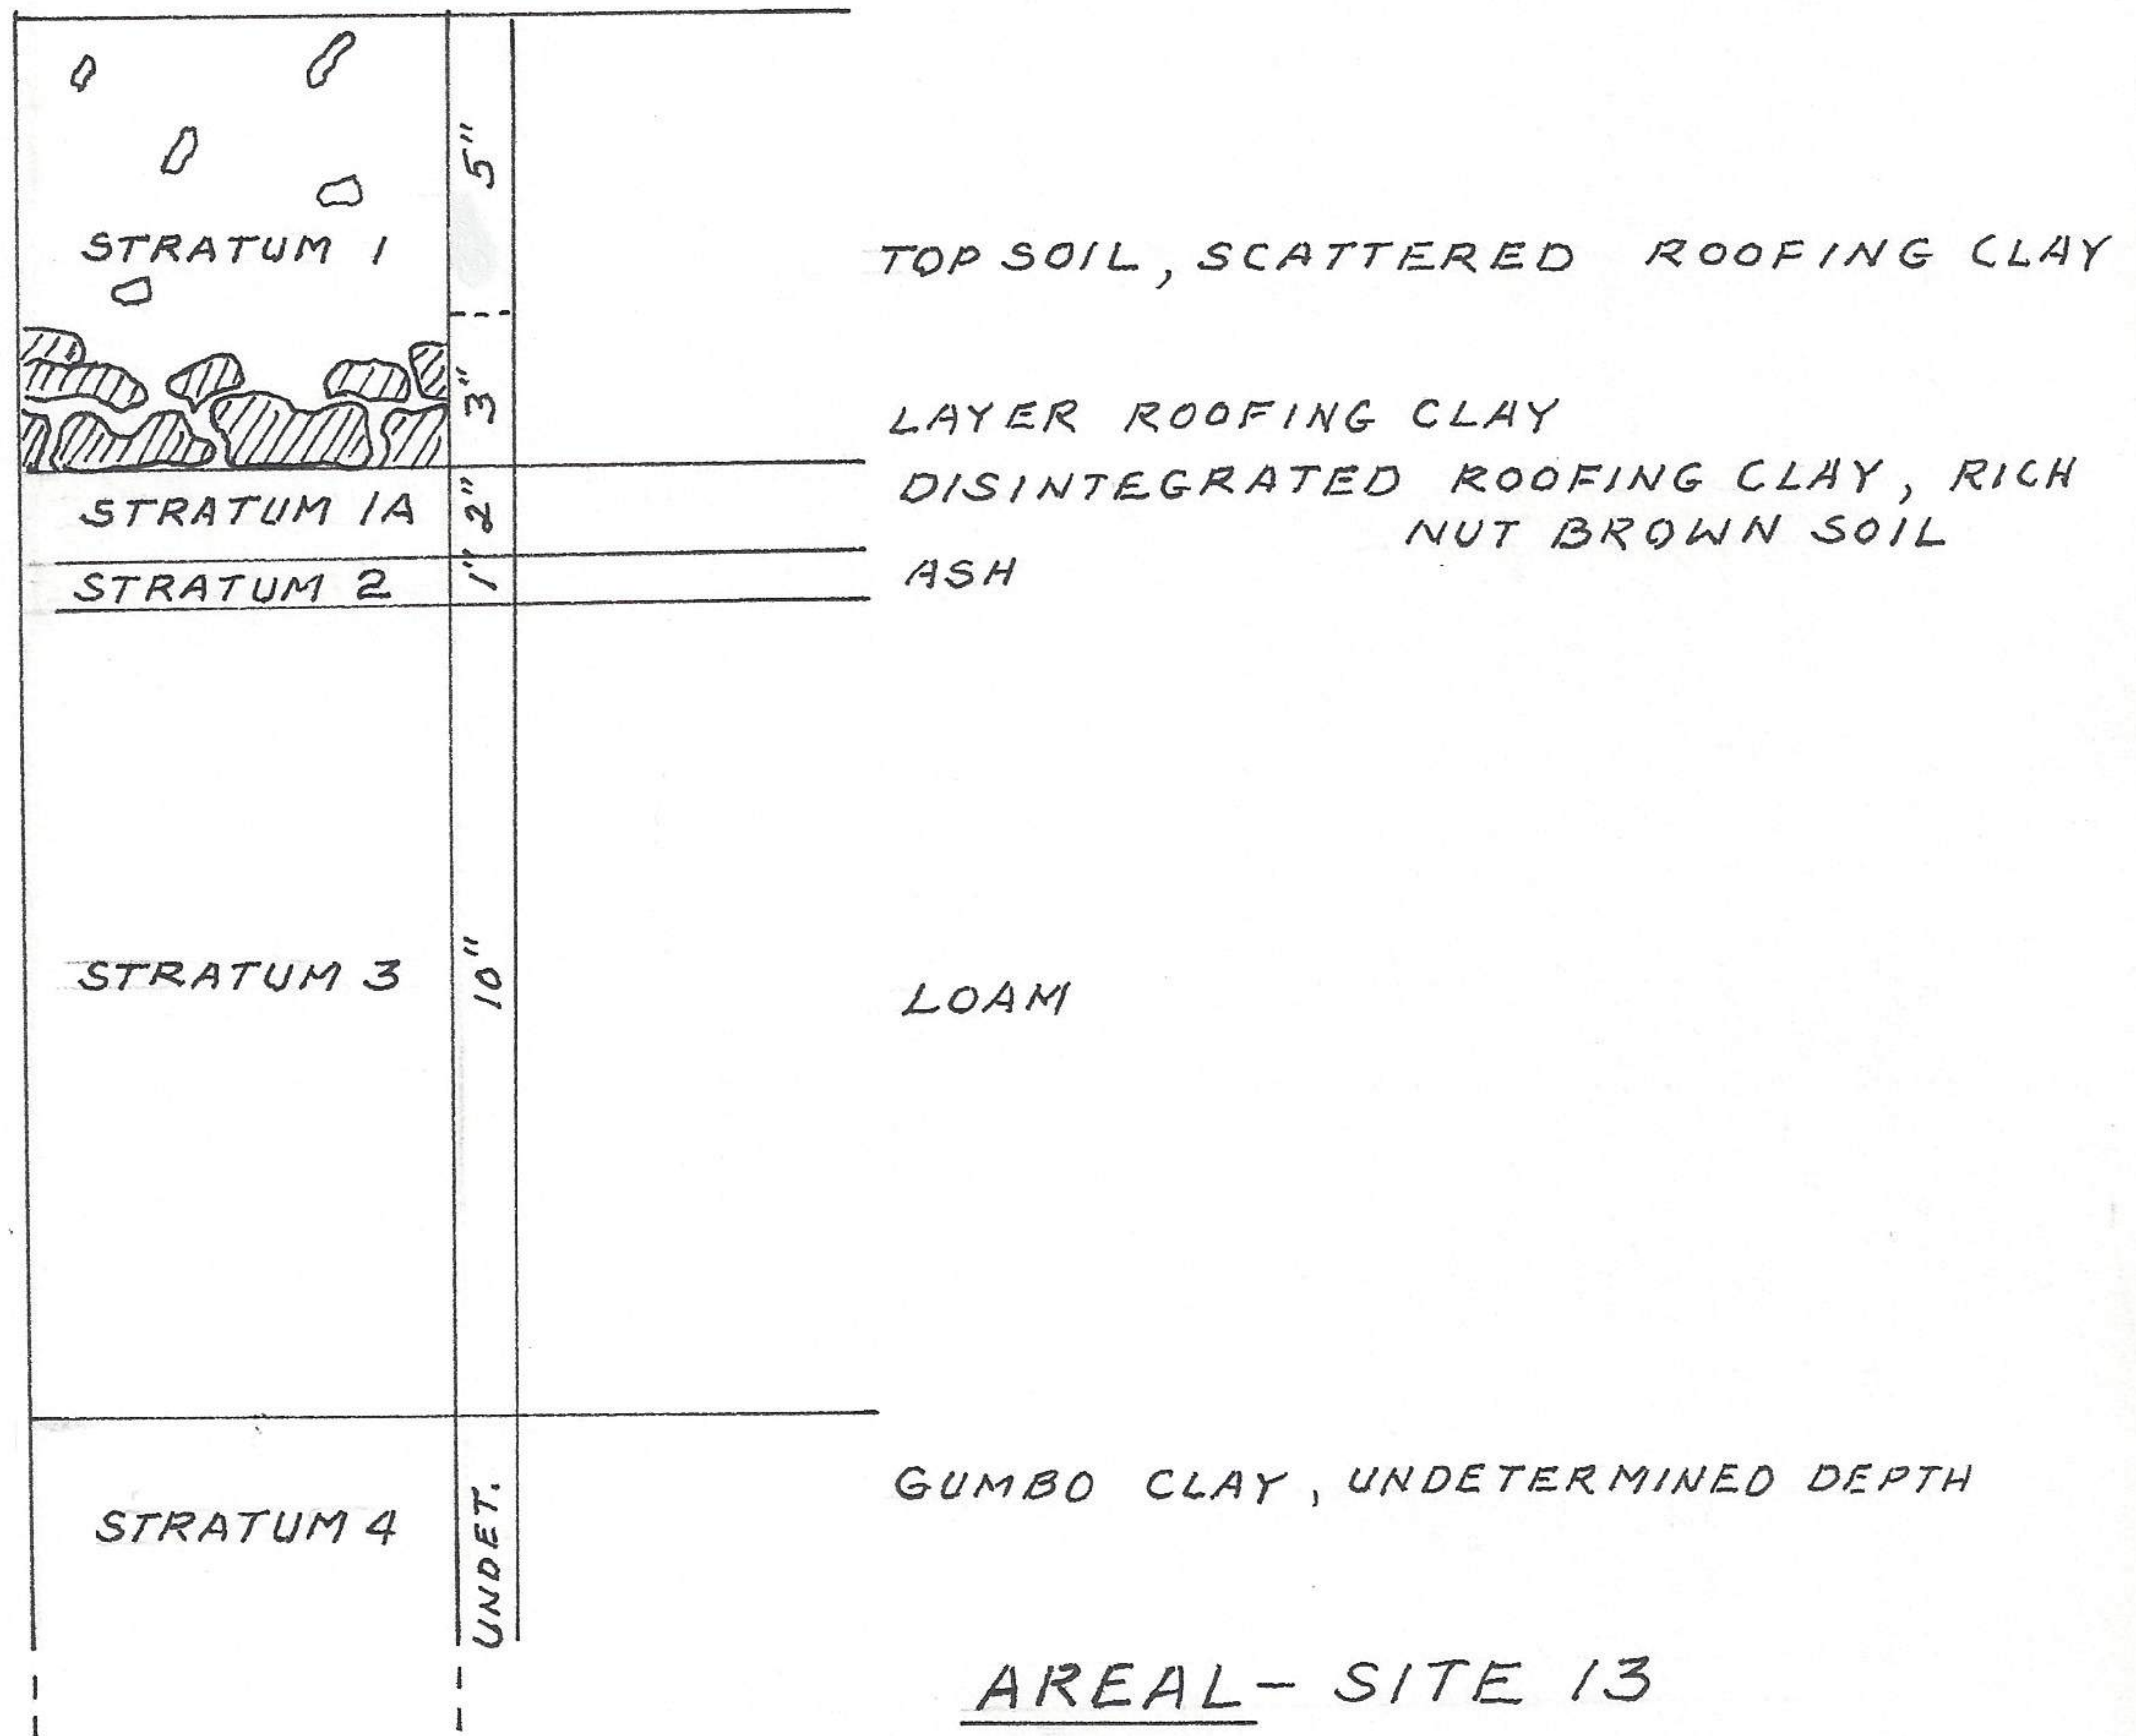 5"
STRATUM 1
TOP SOIL, SCATTERED ROOFING CLAY
3"
LAYER ROOFING CLAY
STRATUM 1A
2"
DISINTEGRATED ROOFING CLAY, RICH
NUT BROWN SOIL
STRATUM 2
1"
ASH
STRATUM 3
10"
LOAM
STRATUM 4
UNDET.
GUMBO CLAY, UNDETERMINED DEPTH
AREAL- SITE 13